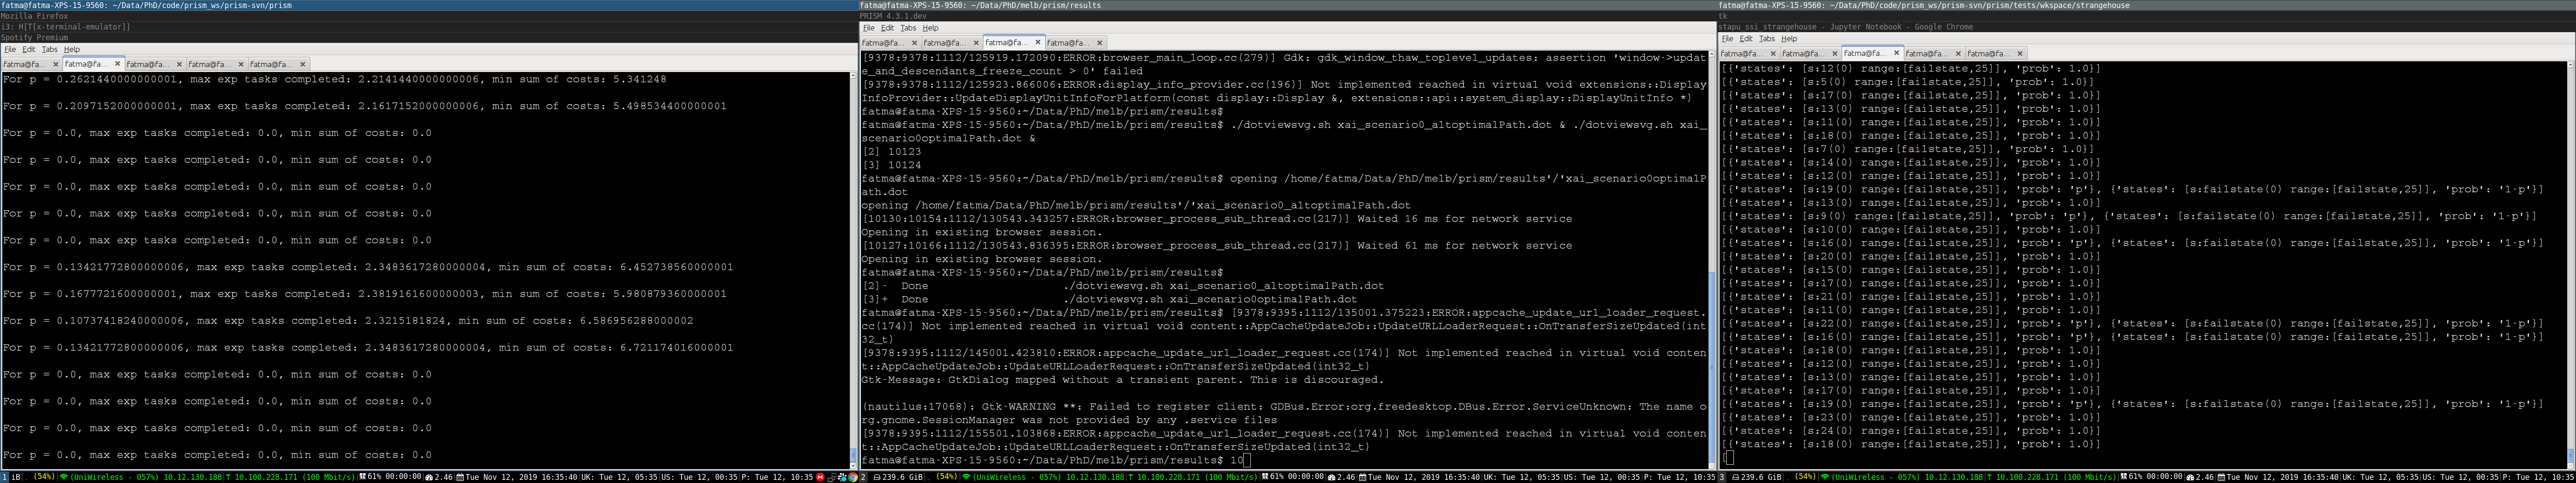 fatma@fatma-XPS-15-9560: ~/Data/PhD/code/prism_ws/prism-svn/prism
Mozilla Firefox
i3: H[T[x-terminal-emulator]]
Spotify Premium
File Edit Tabs Help
fatma@fa... fatma@fa... fatma@fa... fatma@fa... fatma@fa...
For p = 0.2621440000000001, max exp tasks completed: 2.2141440000000006, min sum of costs: 5.341248
For p = 0.2097152000000001, max exp tasks completed: 2.1617152000000006, min sum of costs: 5.498534400000001
For p = 0.0, max exp tasks completed: 0.0, min sum of costs: 0.0
For p = 0.0, max exp tasks completed: 0.0, min sum of costs: 0.0
For p = 0.0, max exp tasks completed: 0.0, min sum of costs: 0.0
For p = 0.0, max exp tasks completed: 0.0, min sum of costs: 0.0
For p = 0.0, max exp tasks completed: 0.0, min sum of costs: 0.0
For p = 0.13421772800000006, max exp tasks completed: 2.3483617280000004, min sum of costs: 6.452738560000001
For p = 0.1677721600000001, max exp tasks completed: 2.3819161600000003, min sum of costs: 5.980879360000001
For p = 0.10737418240000006, max exp tasks completed: 2.3215181824, min sum of costs: 6.586956288000002
For p = 0.13421772800000006, max exp tasks completed: 2.3483617280000004, min sum of costs: 6.721174016000001
For p = 0.0, max exp tasks completed: 0.0, min sum of costs: 0.0
For p = 0.0, max exp tasks completed: 0.0, min sum of costs: 0.0
For p = 0.0, max exp tasks completed: 0.0, min sum of costs: 0.0
For p = 0.0, max exp tasks completed: 0.0, min sum of costs: 0.0
1 iB| (54%) (UniWireless - 057%) 10.12.130.188 T 10.100.228.171 (100 Mbit/s) 61% 00:00:00 2.46 Tue Nov 12, 2019 16:35:40 UK: Tue 12, 05:35 US: Tue 12, 00:35 P: Tue 12, 10:35
fatma@fatma-XPS-15-9560: ~/Data/PhD/melb/prism/results
PRISM 4.3.1.dev
File Edit Tabs Help
fatma@fa... fatma@fa... fatma@fa... fatma@fa...
[9378:9378:1112/125919.172090:ERROR:browser_main_loop.cc(279)] Gdk: gdk_window_thaw_toplevel_updates: assertion 'window->updat
e_and_descendants_freeze_count > 0' failed
[9378:9378:1112/125923.866006:ERROR:display_info_provider.cc(196)] Not implemented reached in virtual void extensions::Display
InfoProvider::UpdateDisplayUnitInfoForPlatform(const display::Display &, extensions::api::system_display::DisplayUnitInfo *)
fatma@fatma-XPS-15-9560:~/Data/PhD/melb/prism/results$
fatma@fatma-XPS-15-9560:~/Data/PhD/melb/prism/results$ ./dotviewsvg.sh xai_scenario0_altoptimalPath.dot & ./dotviewsvg.sh xai_
scenario0optimalPath.dot &
[2] 10123
[3] 10124
fatma@fatma-XPS-15-9560:~/Data/PhD/melb/prism/results$ opening /home/fatma/Data/PhD/melb/prism/results'/'xai_scenario0optimalP
ath.dot
opening /home/fatma/Data/PhD/melb/prism/results'/'xai_scenario0_altoptimalPath.dot
[10130:10154:1112/130543.343257:ERROR:browser_process_sub_thread.cc(217)] Waited 16 ms for network service
Opening in existing browser session.
[10127:10166:1112/130543.836395:ERROR:browser_process_sub_thread.cc(217)] Waited 61 ms for network service
Opening in existing browser session.
fatma@fatma-XPS-15-9560:~/Data/PhD/melb/prism/results$
[2]- Done ./dotviewsvg.sh xai_scenario0_altoptimalPath.dot
[3]+ Done ./dotviewsvg.sh xai_scenario0optimalPath.dot
fatma@fatma-XPS-15-9560:~/Data/PhD/melb/prism/results$ [9378:9395:1112/135001.375223:ERROR:appcache_update_url_loader_request.
cc(174)] Not implemented reached in virtual void content::AppCacheUpdateJob::UpdateURLLoaderRequest::OnTransferSizeUpdated(int
32_t)
[9378:9395:1112/145001.423810:ERROR:appcache_update_url_loader_request.cc(174)] Not implemented reached in virtual void conten
t::AppCacheUpdateJob::UpdateURLLoaderRequest::OnTransferSizeUpdated(int32_t)
Gtk-Message: GtkDialog mapped without a transient parent. This is discouraged.
(nautilus:17068): Gtk-WARNING **: Failed to register client: GDBus.Error:org.freedesktop.DBus.Error.ServiceUnknown: The name o
rg.gnome.SessionManager was not provided by any .service files
[9378:9395:1112/155501.103868:ERROR:appcache_update_url_loader_request.cc(174)] Not implemented reached in virtual void conten
t::AppCacheUpdateJob::UpdateURLLoaderRequest::OnTransferSizeUpdated(int32_t)
fatma@fatma-XPS-15-9560:~/Data/PhD/melb/prism/results$ 10
2 239.6 GiB| (54%) (UniWireless - 057%) 10.12.130.188 T 10.100.228.171 (100 Mbit/s) 61% 00:00:00 2.46 Tue Nov 12, 2019 16:35:40 UK: Tue 12, 05:35 US: Tue 12, 00:35 P: Tue 12, 10:35
fatma@fatma-XPS-15-9560: ~/Data/PhD/code/prism_ws/prism-svn/prism/tests/wkspace/strangehouse
tk
stapu_ssi_strangehouse - Jupyter Notebook - Google Chrome
File Edit Tabs Help
fatma@fa... fatma@fa... fatma@fa... fatma@fa... fatma@fa...
[{'states': [s:12(0) range:[failstate,25]], 'prob': 1.0}]
[{'states': [s:5(0) range:[failstate,25]], 'prob': 1.0}]
[{'states': [s:17(0) range:[failstate,25]], 'prob': 1.0}]
[{'states': [s:13(0) range:[failstate,25]], 'prob': 1.0}]
[{'states': [s:11(0) range:[failstate,25]], 'prob': 1.0}]
[{'states': [s:18(0) range:[failstate,25]], 'prob': 1.0}]
[{'states': [s:7(0) range:[failstate,25]], 'prob': 1.0}]
[{'states': [s:14(0) range:[failstate,25]], 'prob': 1.0}]
[{'states': [s:12(0) range:[failstate,25]], 'prob': 1.0}]
[{'states': [s:19(0) range:[failstate,25]], 'prob': 'p'}, {'states': [s:failstate(0) range:[failstate,25]], 'prob': '1-p'}]
[{'states': [s:13(0) range:[failstate,25]], 'prob': 1.0}]
[{'states': [s:9(0) range:[failstate,25]], 'prob': 'p'}, {'states': [s:failstate(0) range:[failstate,25]], 'prob': '1-p'}]
[{'states': [s:10(0) range:[failstate,25]], 'prob': 1.0}]
[{'states': [s:16(0) range:[failstate,25]], 'prob': 'p'}, {'states': [s:failstate(0) range:[failstate,25]], 'prob': '1-p'}]
[{'states': [s:20(0) range:[failstate,25]], 'prob': 1.0}]
[{'states': [s:15(0) range:[failstate,25]], 'prob': 1.0}]
[{'states': [s:17(0) range:[failstate,25]], 'prob': 1.0}]
[{'states': [s:21(0) range:[failstate,25]], 'prob': 1.0}]
[{'states': [s:11(0) range:[failstate,25]], 'prob': 1.0}]
[{'states': [s:22(0) range:[failstate,25]], 'prob': 'p'}, {'states': [s:failstate(0) range:[failstate,25]], 'prob': '1-p'}]
[{'states': [s:16(0) range:[failstate,25]], 'prob': 'p'}, {'states': [s:failstate(0) range:[failstate,25]], 'prob': '1-p'}]
[{'states': [s:18(0) range:[failstate,25]], 'prob': 1.0}]
[{'states': [s:12(0) range:[failstate,25]], 'prob': 1.0}]
[{'states': [s:13(0) range:[failstate,25]], 'prob': 1.0}]
[{'states': [s:17(0) range:[failstate,25]], 'prob': 1.0}]
[{'states': [s:19(0) range:[failstate,25]], 'prob': 'p'}, {'states': [s:failstate(0) range:[failstate,25]], 'prob': '1-p'}]
[{'states': [s:23(0) range:[failstate,25]], 'prob': 1.0}]
[{'states': [s:24(0) range:[failstate,25]], 'prob': 1.0}]
[{'states': [s:18(0) range:[failstate,25]], 'prob': 1.0}]
[
3 239.6 GiB| (54%) (UniWireless - 057%) 10.12.130.188 T 10.100.228.171 (100 Mbit/s) 61% 00:00:00 2.46 Tue Nov 12, 2019 16:35:40 UK: Tue 12, 05:35 US: Tue 12, 00:35 P: Tue 12, 10:35